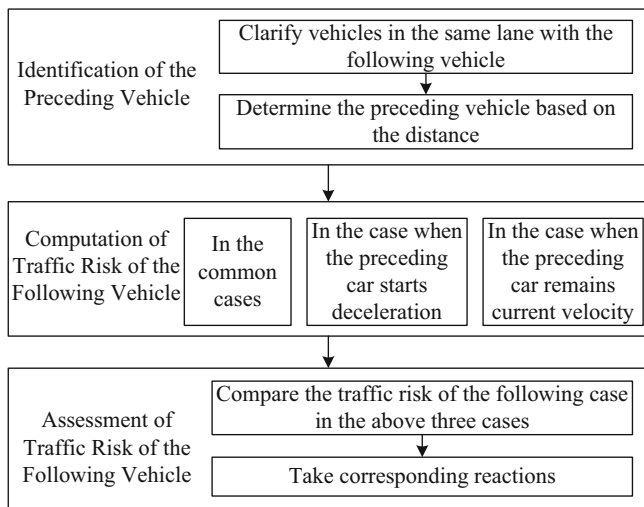 Identification of the
Preceding Vehicle
Clarify vehicles in the same lane with the
following vehicle
Determine the preceding vehicle based on
the distance
Computation of
Traffic Risk of the
Following Vehicle
In the
common
cases
In the case when
the preceding
car starts
deceleration
In the case when
the preceding
car remains
current velocity
Assessment of
Traffic Risk of the
Following Vehicle
Compare the traffic risk of the following case
in the above three cases
Take corresponding reactions